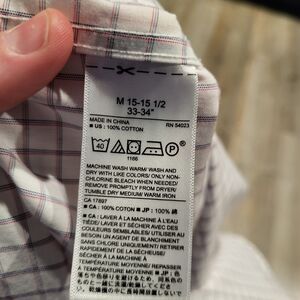 M 15-15 1/2
33-34"
MADE IN CHINA
RN 54023
■ US: 100% COTTON
40
P
1166
MACHINE WASH WARM WASH AND
DRY WITH LIKE COLORS ONLY NON-
CHLORINE BLEACH WHEN NEEDED/
REMOVE PROMPTLY FROM DRYER/
TUMBLE DRY MEDIUM WARM IRON
CA 17897
■ CA: 100% COTON ■ JP: 100% 綿
■ CA: LAVER À LA MACHINE À L'EAU
TIÈDE/LAVER ET SÉCHER AVEC DES
COULEURS SEMBLABLES/UTILISER UN
AGENT DE BLANCHIMENT
SANS CHLORE UNIQUEMENT/RETIRER
RAPIDEMENT DE LA SÉCHEUSE/
SÉCHER À LA MACHINE À
TEMPÉRATURE MOYENNE/REPASSER
À TEMPÉRATURE MOYENNE ■ JP: